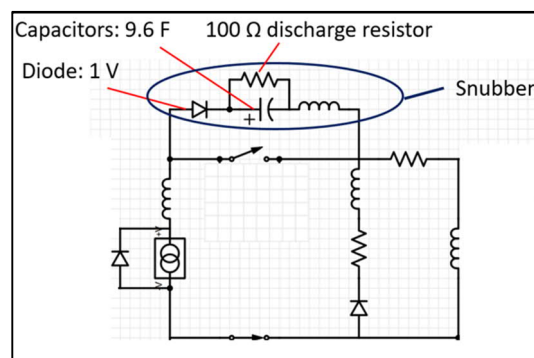 Capacitors: 9.6 F
100 Ω discharge resistor
Diode: 1 V
Snubber
+
+V
-V